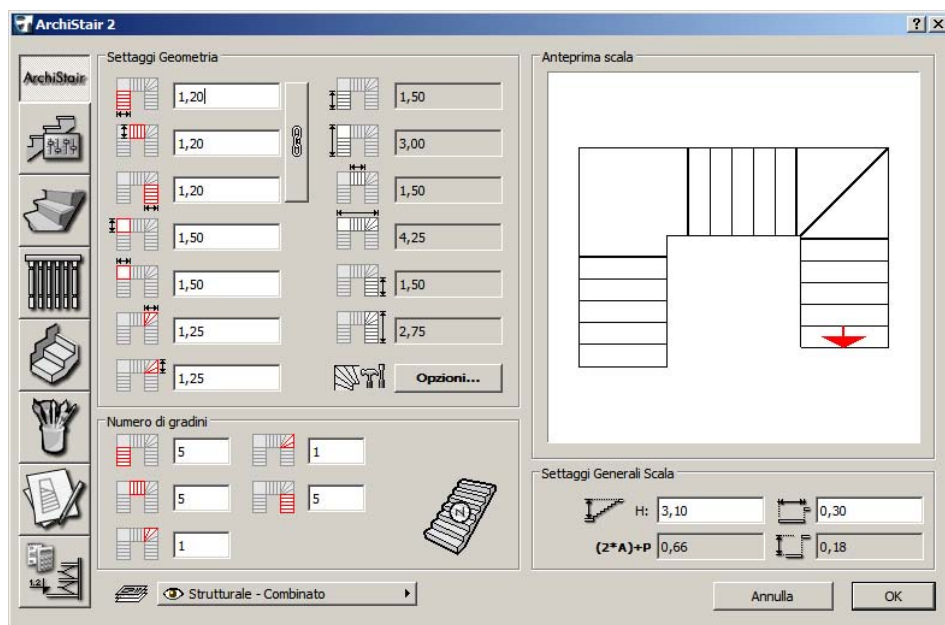 ArchiStair 2
ArchiStair
Settaggi Geometria
1,20
1,20
1,20
1,50
1,50
1,25
1,25
1,50
3,00
1,50
4,25
1,50
2,75
Opzioni...
Numero di gradini
5
5
1
1
5
Z
Strutturale - Combinato
Anteprima scala
Settaggi Generali Scala
H: 3,10
0,30
(2*A)+P 0,66
0,18
1.2
Annulla
OK